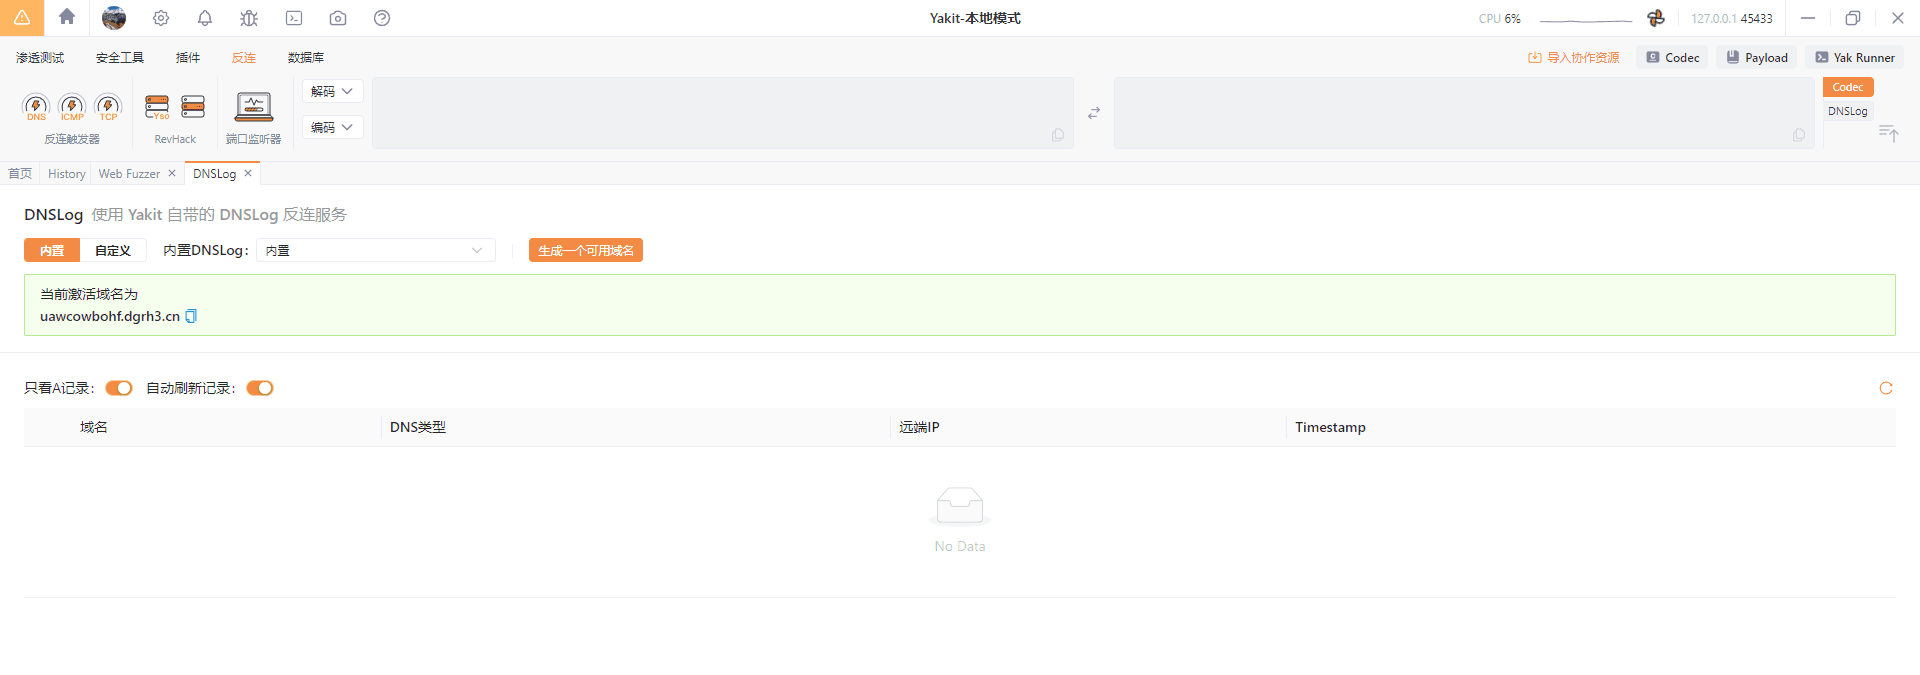 Yakit-本地模式
CPU 6%
127.0.0.1 45433
渗透测试 安全工具 插件 反连 数据库
导入协作资源 Codec Payload Yak Runner
DNS ICMP TCP
反连触发器
Yso
RevHack
端口监听器
解码
编码
Codec
DNSLog
首页 History Web Fuzzer DNSLog
DNSLog 使用 Yakit 自带的 DNSLog 反连服务
内置 自定义 内置DNSLog: 内置 生成一个可用域名
当前激活域名为
uawcowbohf.dgrh3.cn
只看A记录: 自动刷新记录:
域名 DNS类型 远端IP Timestamp
No Data